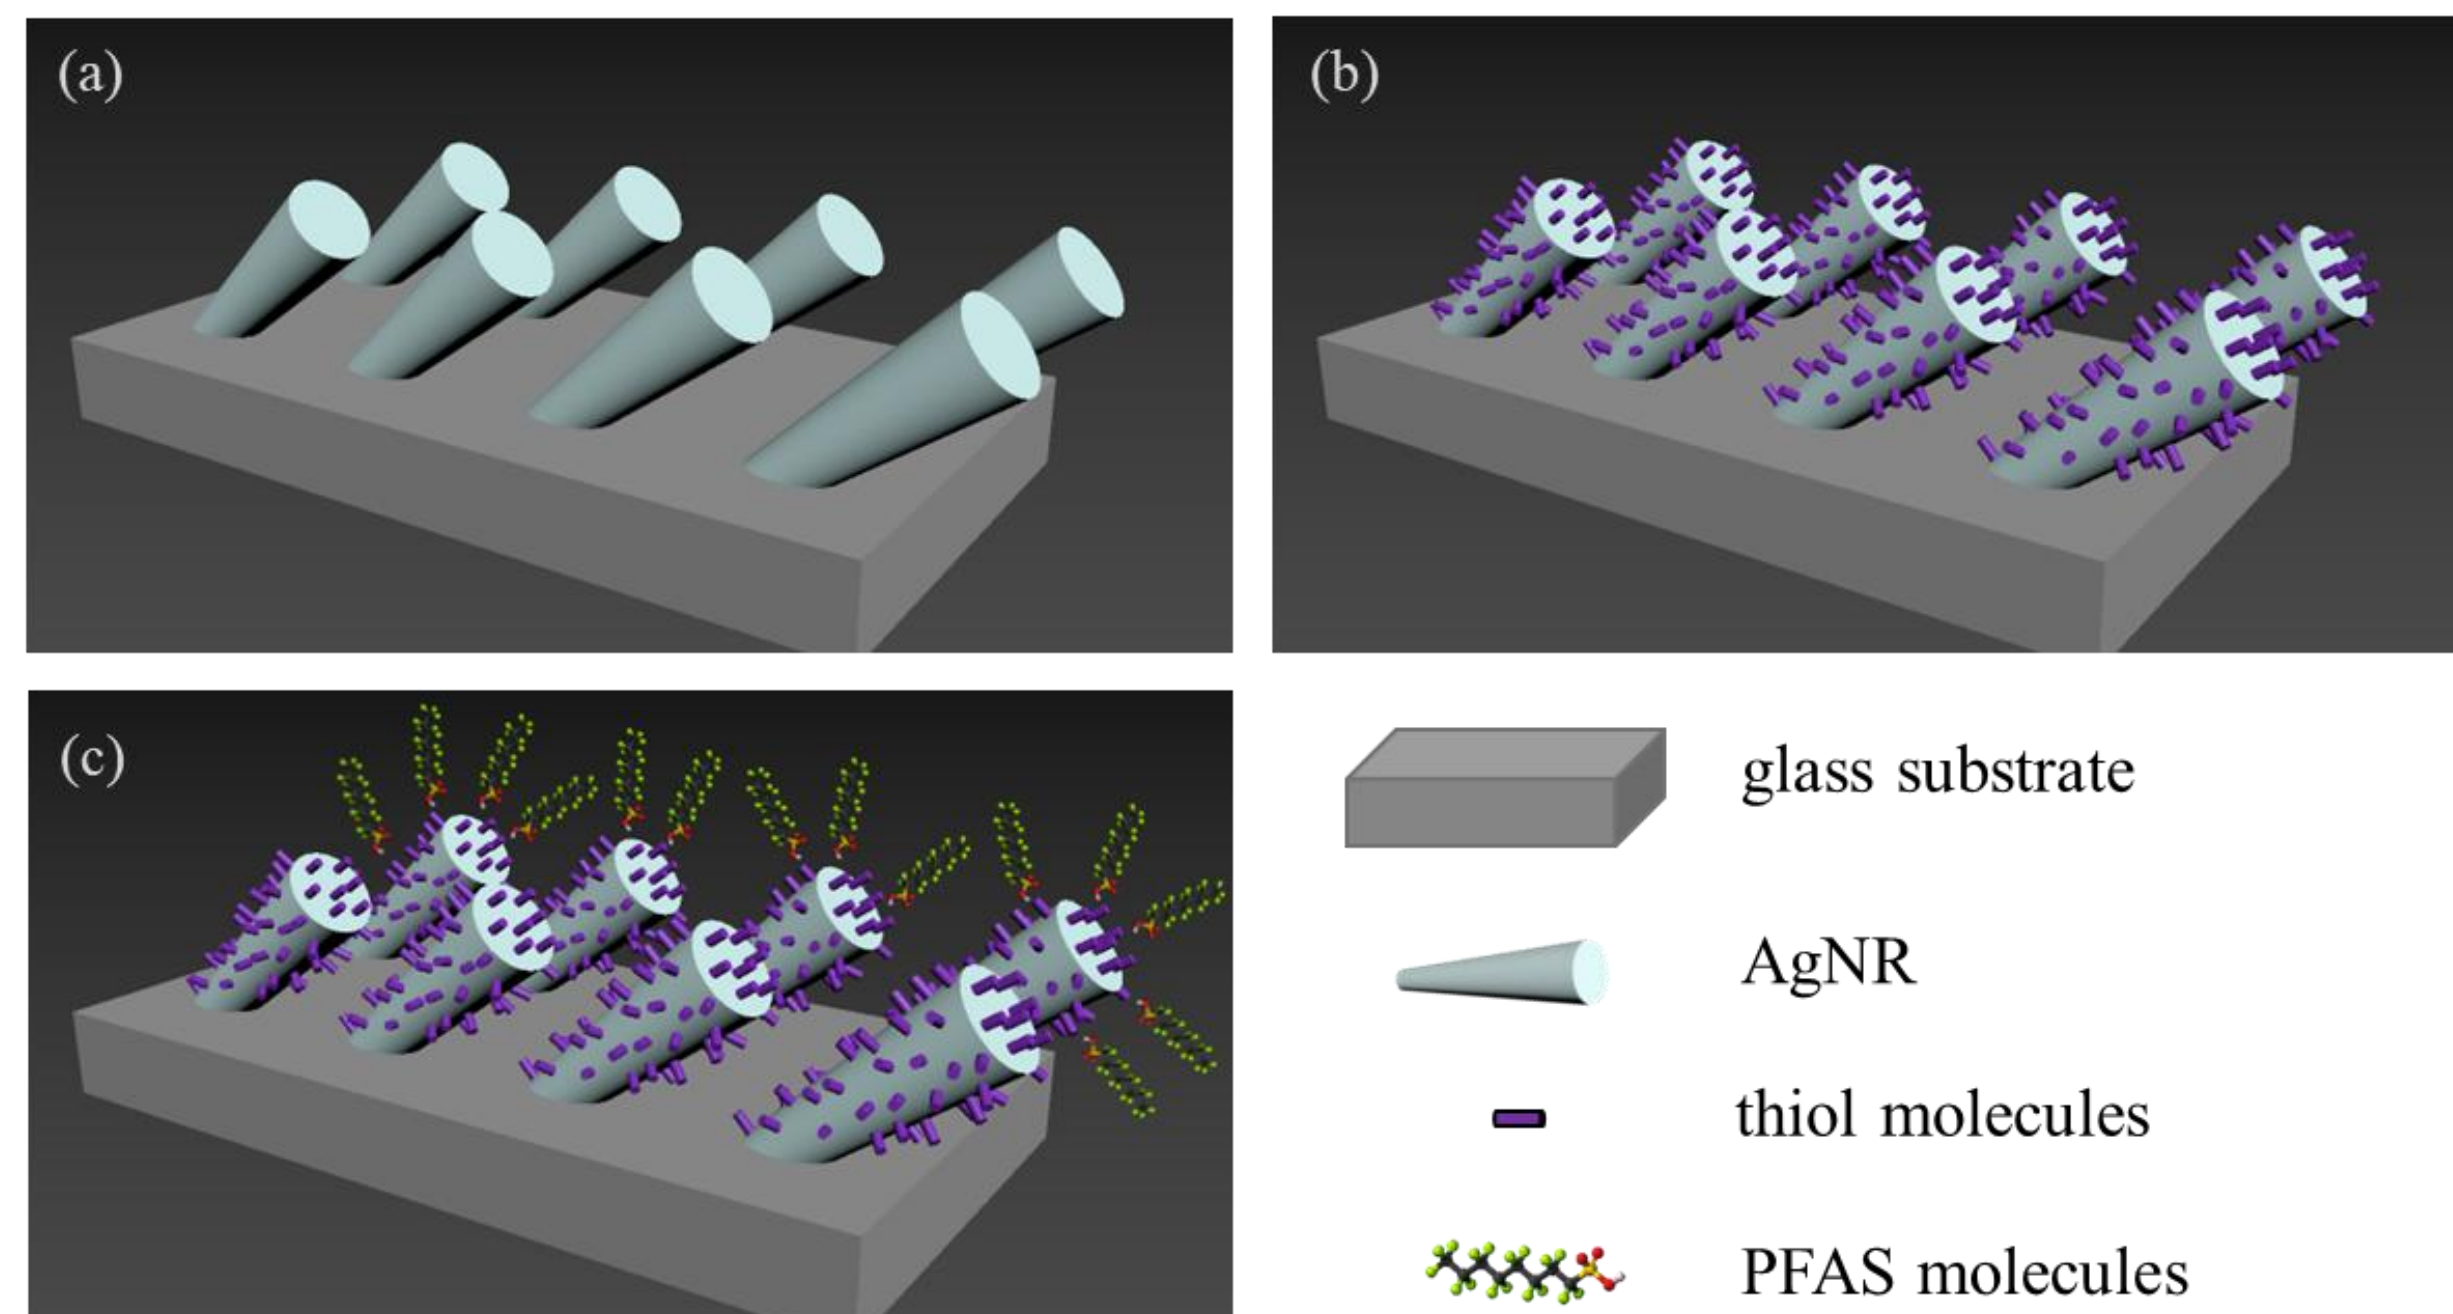 (a)
(b)
(c)
glass substrate
AgNR
thiol molecules
PFAS molecules